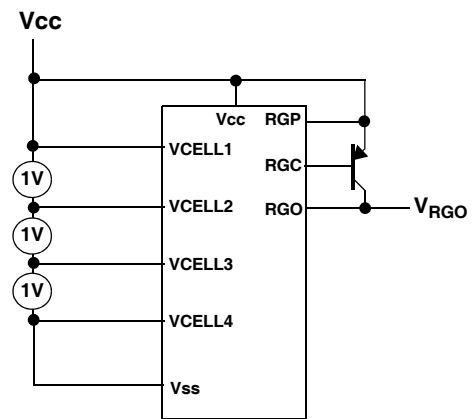 Vcc
Vcc
RGP
VCELL1
RGC
1V
VCELL2
RGO
VRGO
1V
VCELL3
1V
VCELL4
Vss